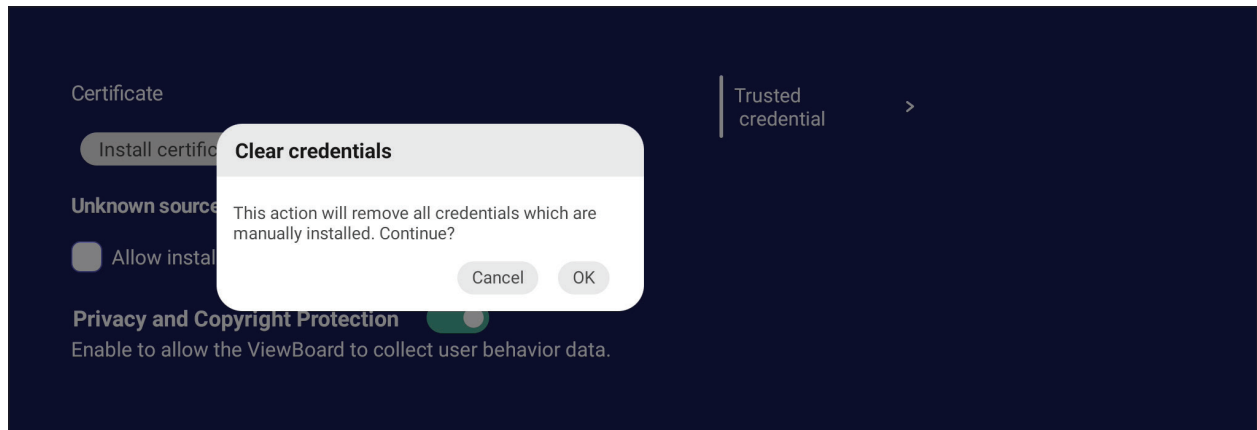 Certificate
Trusted
credential
Install certific
Clear credentials
Unknown source
This action will remove all credentials which are
manually installed. Continue?
Allow instal
Cancel
OK
Privacy and Copyright Protection
Enable to allow the ViewBoard to collect user behavior data.